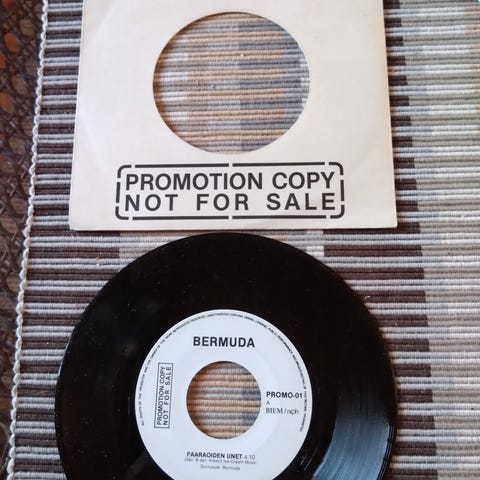 PROMOTION COPY
NOT FOR SALE
BERMUDA
PROMOTION COPY
NOT FOR SALE
PROMO-01
A
BIEM/ncb
FAARAOIDEN UNET 4.10
Sovitukset: Bermuda